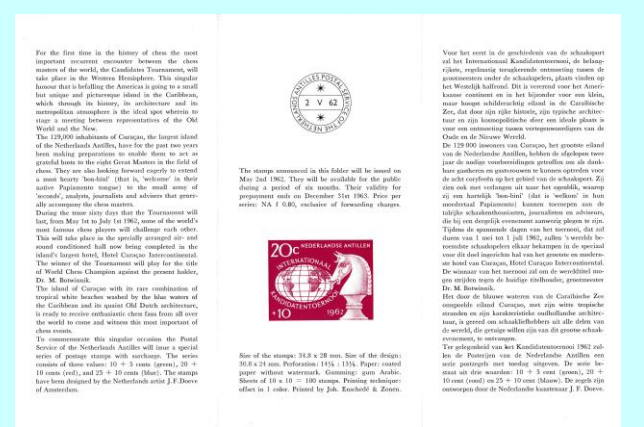 For the first time in the history of chess the most
important recurrent encounter between the chess
masters of the world, the Candidates Tournament, will
take place in the Western Hemisphere. This singular
honour that is befalling the Americas is going to a small
but unique and picturesque island in the Caribbean,
which through its history, its architecture and its
metropolitan atmosphere is the ideal spot wherein to
stage a meeting between representatives of the Old
World and the New.
The 129,000 inhabitants of Curaçao, the largest island
of the Netherlands Antilles, have for the past two years
been making preparations to enable them to act as
grateful hosts to the eight Great Masters in the field of
chess. They are also looking forward eagerly to extend
a most hearty 'bon-bini' (that is, 'welcome' in their
native Papiamento tongue) to the small army of
'seconds', analysts, journalists and advisers that gener-
ally accompany the chess masters.
During the tense sixty days that the Tournament will
last, from May 1st to July 1st 1962, some of the world's
most famous chess players will challenge each other.
This will take place in the specially arranged air- and
sound conditioned hall now being completed in the
island's largest hotel, Hotel Curaçao Intercontinental.
The winner of the Tournament will play for the title
of World Chess Champion against the present holder,
Dr. M. Botwinnik.
The island of Curaçao with its rare combination of
tropical white beaches washed by the blue waters of
the Caribbean and its quaint Old Dutch architecture,
is ready to receive enthusiastic chess fans from all over
the world to come and witness this most important of
chess events.
To commemorate this singular occasion the Postal
Service of the Netherlands Antilles will issue a special
series of postage stamps with surcharge. The series
consists of three values: 10 + 5 cents (green), 20 +
10 cents (red), and 25 + 10 cents (blue). The stamps
have been designed by the Netherlands artist J.F. Doeve
of Amsterdam.
NETHERLANDS ANTILLES POSTAL SERVICE OF THE
2 V 62
The stamps announced in this folder will be issued on
May 2nd 1962. They will be available for the public
during a period of six months. Their validity for
prepayment ends on December 31st 1963. Price per
series: NA f 0.80, exclusive of forwarding charges.
20c NEDERLANDSE ANTILLEN
INTERNATIONAAL
KANDIDATENTOERNOOI
+10 1962
Size of the stamps: 34.8 x 28 mm. Size of the design:
30.8 x 24 mm. Perforation: 14¼ : 13¼. Paper: coated
paper without watermark. Gumming: gum Arabic.
Sheets of 10 x 10 = 100 stamps. Printing technique:
offset in 1 color. Printed by Joh. Enschedé & Zonen.
Voor het eerst in de geschiedenis van de schaaksport
zal het Internationaal Kandidatentoernooi, de belang-
rijkste, regelmatig terugkerende ontmoeting tussen de
grootmeesters onder de schaakspelers, plaats vinden op
het Westelijk halfrond. Dit is vererend voor het Ameri-
kaanse continent en in het bijzonder voor een klein,
maar hoogst schilderachtig eiland in de Caraïbische
Zee, dat door zijn rijke historie, zijn typische architec-
tuur en zijn kosmopolitische sfeer een ideale plaats is
voor een ontmoeting tussen vertegenwoordigers van de
Oude en de Nieuwe Wereld.
De 129 000 inwoners van Curaçao, het grootste eiland
van de Nederlandse Antillen, hebben de afgelopen twee
jaar de nodige voorbereidingen getroffen om als dank-
bare gastheren en gastvrouwen te kunnen optreden voor
de acht coryfeeën op het gebied van de schaaksport. Zij
zien ook met verlangen uit naar het ogenblik, waarop
zij een hartelijk 'bon-bini' (dat is 'welkom' in hun
moedertaal Papiamento) kunnen toeroepen aan de
talrijke schaakenthousiasten, journalisten en adviseurs,
die bij een dergelijk evenement aanwezig plegen te zijn.
Tijdens de spannende dagen van het toernooi, dat zal
duren van 1 mei tot 1 juli 1962, zullen 's werelds be-
roemdste schaakspelers elkaar bekampen in de speciaal
voor dit doel ingerichte hal van het grootste en modern-
ste hotel van Curaçao, Hotel Curaçao Intercontinental.
De winnaar van het toernooi zal om de wereldtitel mo-
gen strijden tegen de huidige titelhouder, grootmeester
Dr. M. Botwinnik.
Het door de blauwe wateren van de Caraïbische Zee
omspoelde eiland Curaçao, met zijn witte tropische
stranden en zijn karakteristieke oudhollandse architec-
tuur, is gereed om schaakliefhebbers uit alle delen van
de wereld, die getuige willen zijn van dit grootse schaak-
evenement, te ontvangen.
Ter gelegenheid van het Kandidatentoernooi 1962 zul-
len de Posterijen van de Nederlandse Antillen een
serie postzegels met toeslag uitgeven. De serie be-
staat uit drie waarden: 10 + 5 cent (groen), 20 +
10 cent (rood) en 25 + 10 cent (blauw). De zegels zijn
ontworpen door de Nederlandse kunstenaar J. F. Doeve.